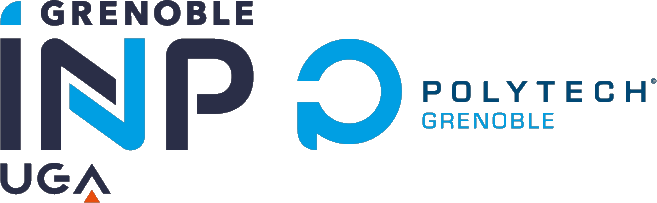 GRENOBLE
INP
UGA
POLYTECH®
GRENOBLE